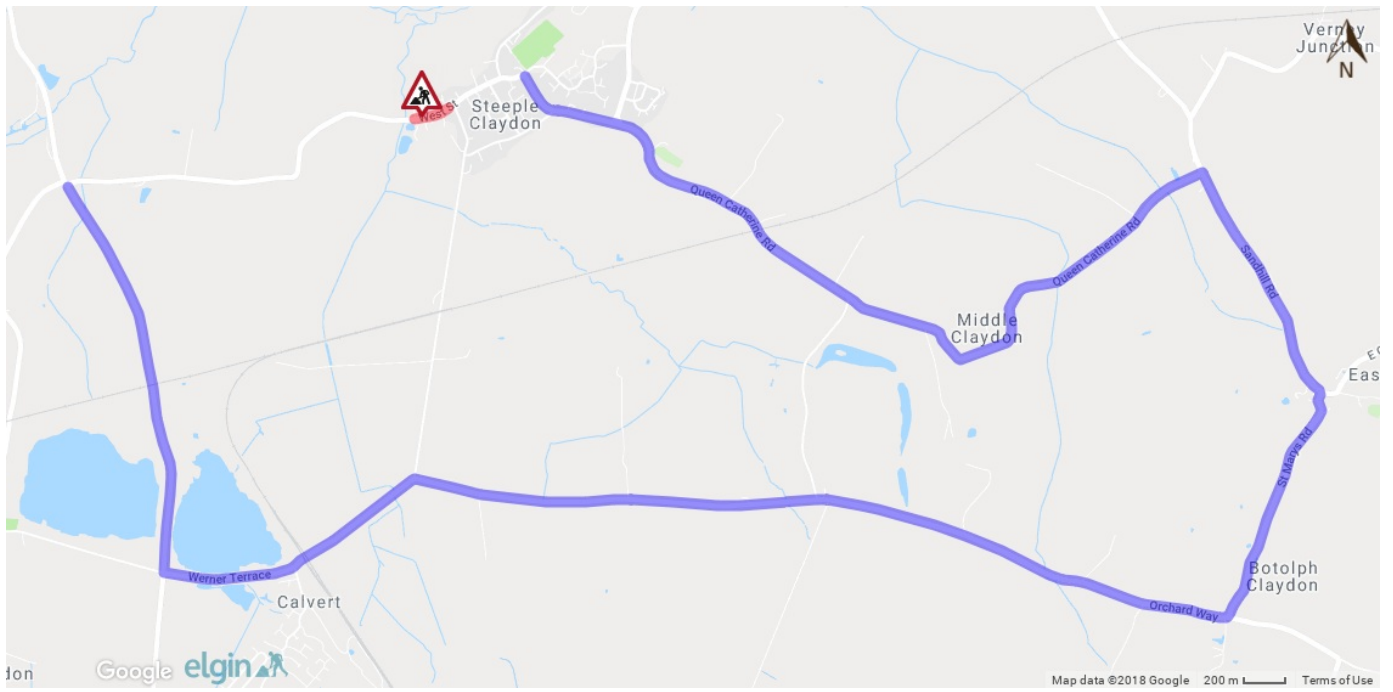 Verney
Junction
N
West St
Steeple
Claydon
Queen Catherine Rd
Queen Catherine Rd
Sandhill Rd
Middle
Claydon
Eas
St Marys Rd
Botolph
Claydon
Werner Terrace
Calvert
Orchard Way
don
Google elgin
Map data ©2018 Google 200 m Terms of Use